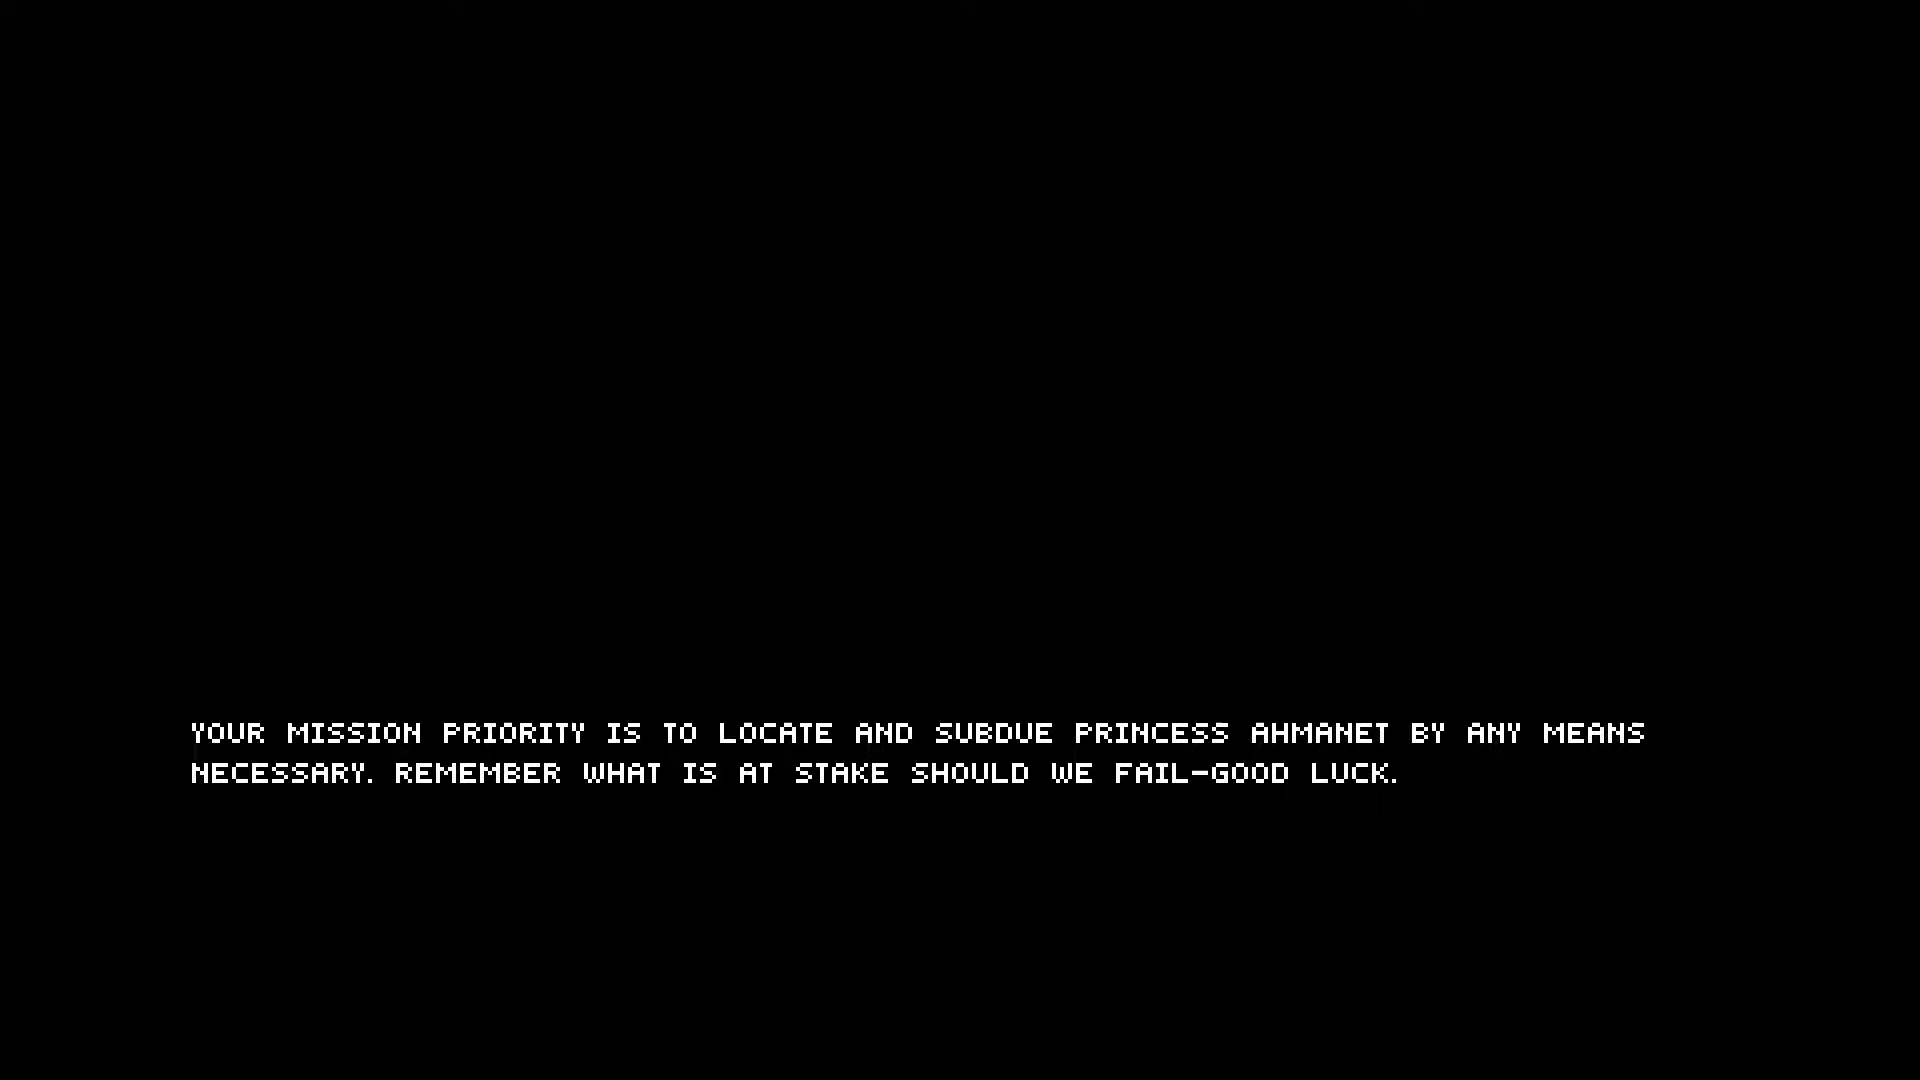 YOUR MISSION PRIORITY IS TO LOCATE AND SUBDUE PRINCESS AHMANET BY ANY MEANS
NECESSARY. REMEMBER WHAT IS AT STAKE SHOULD WE FAIL—GOOD LUCK.